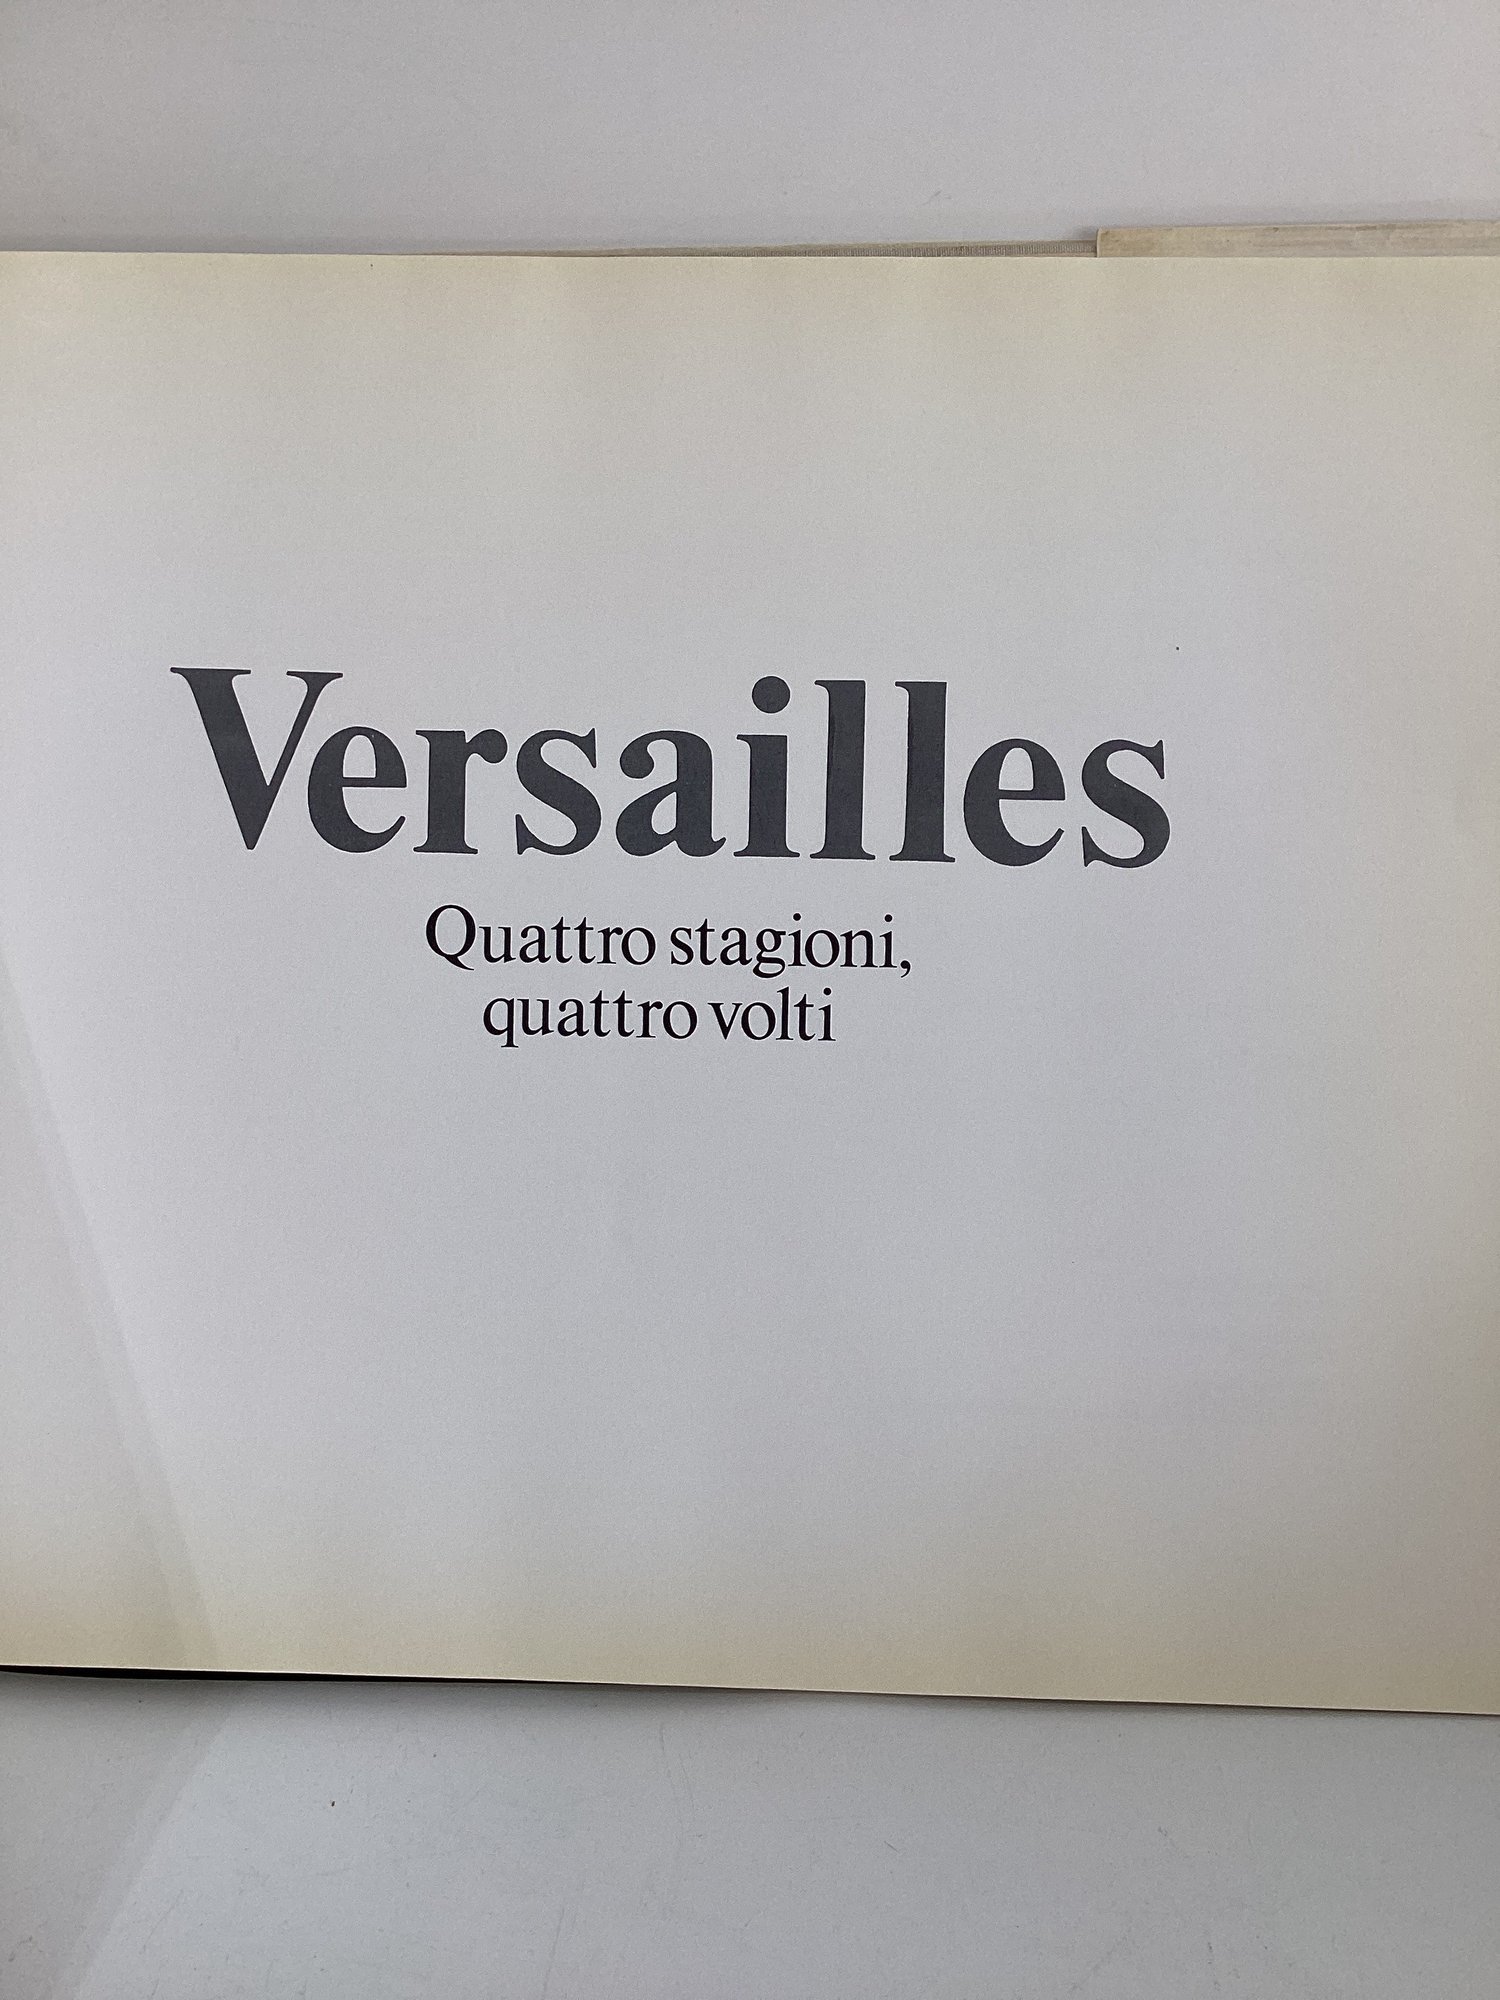 Versailles
Quattro stagioni,
quattro volti